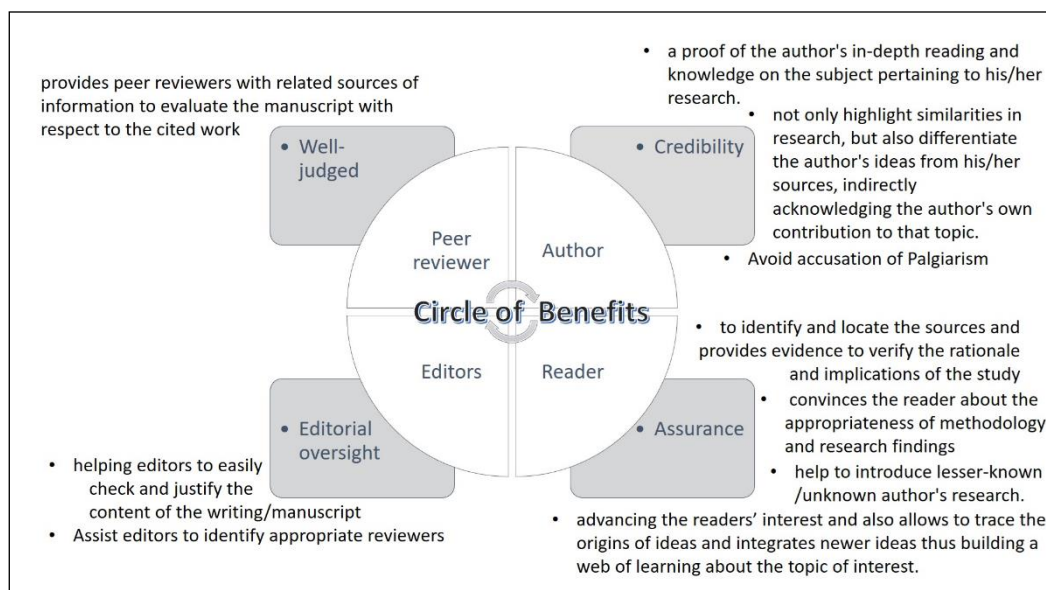 provides peer reviewers with related sources of
information to evaluate the manuscript with
respect to the cited work
• Well-
judged
Peer
reviewer
• a proof of the author's in-depth reading and
knowledge on the subject pertaining to his/her
research.
• not only highlight similarities in
research, but also differentiate
the author's ideas from his/her
sources, indirectly
acknowledging the author's own
contribution to that topic.
• Avoid accusation of Palgiarism
• Credibility
Author
Circle of Benefits
Editors
• Editorial
oversight
• helping editors to easily
check and justify the
content of the writing/manuscript
• Assist editors to identify appropriate reviewers
Reader
• Assurance
• to identify and locate the sources and
provides evidence to verify the rationale
and implications of the study
• convinces the reader about the
appropriateness of methodology
and research findings
• help to introduce lesser-known
/unknown author's research.
• advancing the readers’ interest and also allows to trace the
origins of ideas and integrates newer ideas thus building a
web of learning about the topic of interest.